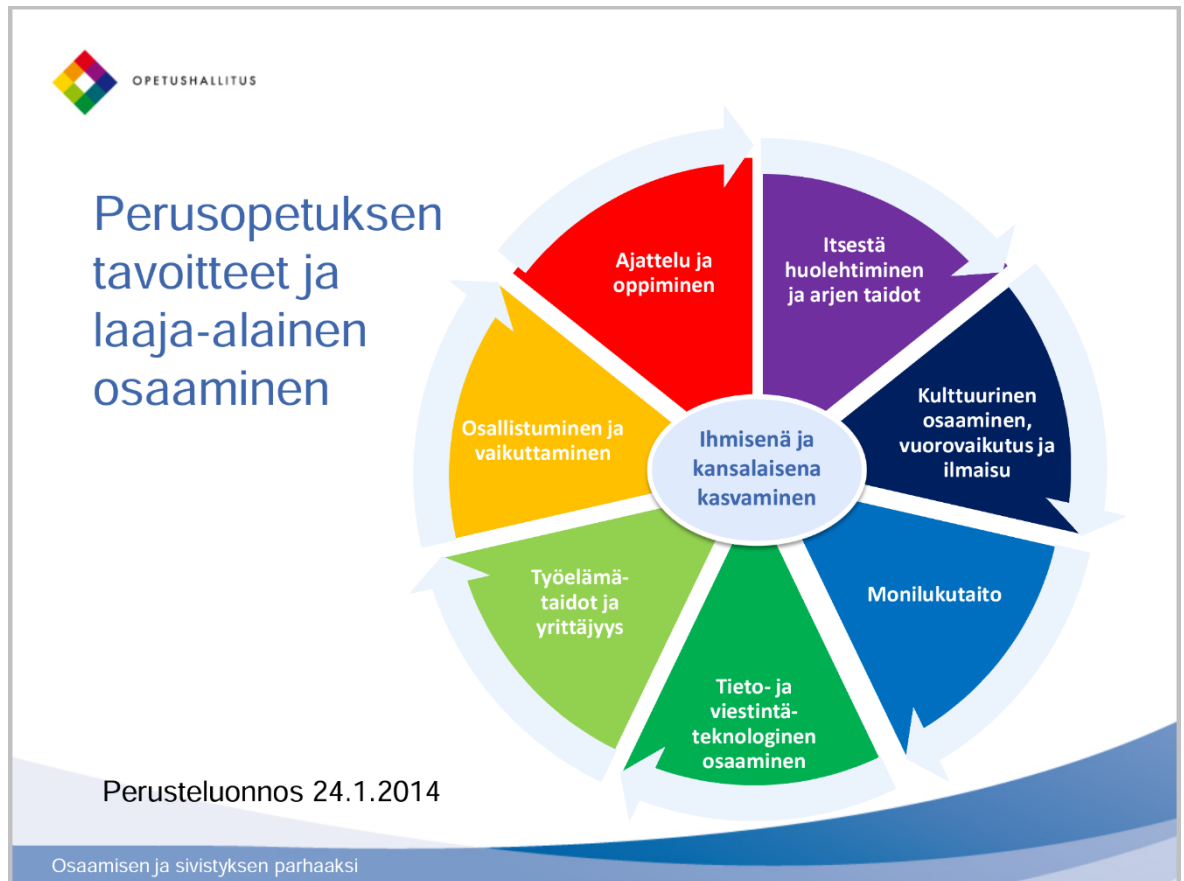 OPETUSHALLITUS
Perusopetuksen
tavoitteet ja
laaja-alainen
osaaminen
Ajattelu ja
oppiminen
Itsestä
huolehtiminen
ja arjen taidot
Kulttuurinen
osaaminen,
vuorovaikutus ja
ilmaisu
Monilukutaito
Tieto- ja
viestintä-
teknologinen
osaaminen
Työelämä-
taidot ja
yrittäjyys
Osallistuminen ja
vaikuttaminen
Ihmisenä ja
kansalaisena
kasvaminen
Perusteluonnos 24.1.2014
Osaamisen ja sivistyksen parhaaksi